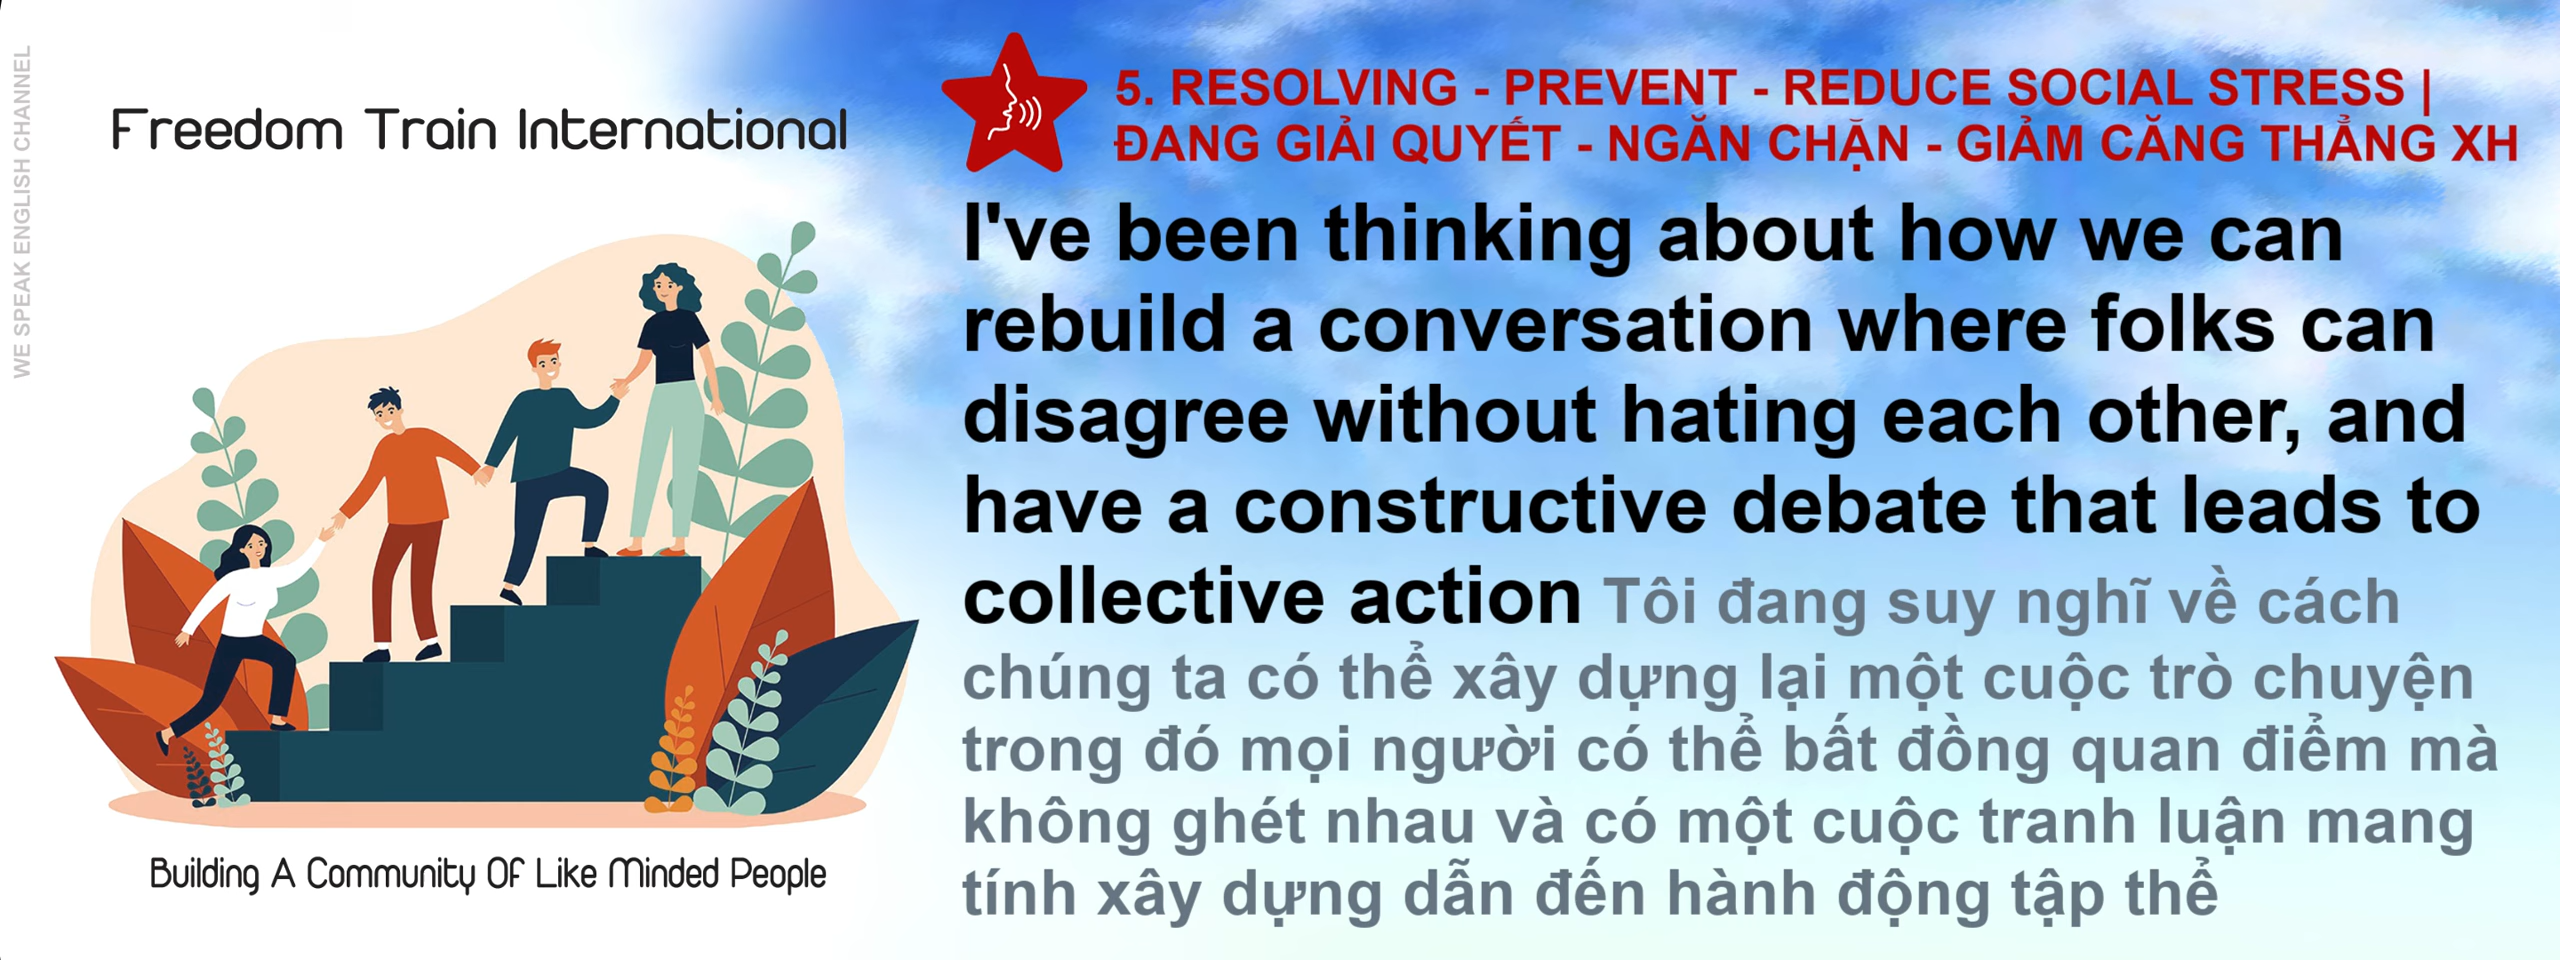 WE SPEAK ENGLISH CHANNEL
Freedom Train International
Building A Community Of Like Minded People
5. RESOLVING - PREVENT - REDUCE SOCIAL STRESS |
ĐANG GIẢI QUYẾT - NGĂN CHẶN - GIẢM CĂNG THẲNG XH
I've been thinking about how we can
rebuild a conversation where folks can
disagree without hating each other, and
have a constructive debate that leads to
collective action Tôi đang suy nghĩ về cách
chúng ta có thể xây dựng lại một cuộc trò chuyện
trong đó mọi người có thể bất đồng quan điểm mà
không ghét nhau và có một cuộc tranh luận mang
tính xây dựng dẫn đến hành động tập thể